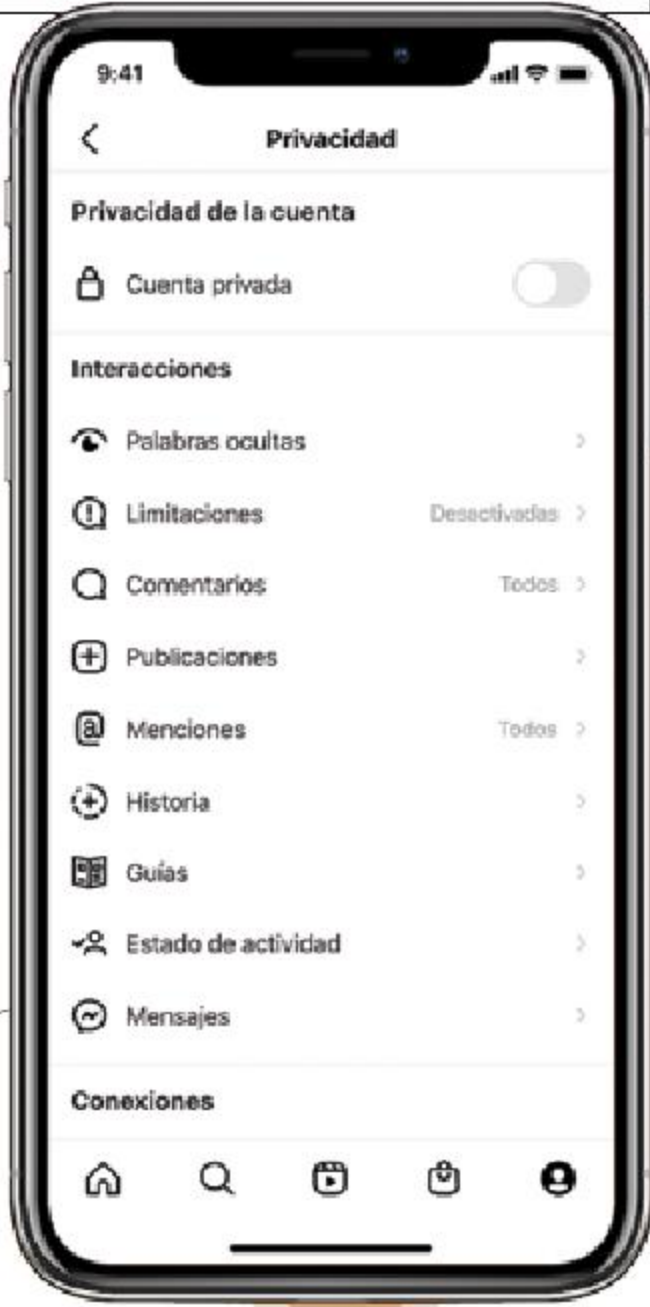 9:41
Privacidad
Privacidad de la cuenta
Cuenta privada
Interacciones
Palabras ocultas
Limitaciones Desactivadas
Comentarios Todos
Publicaciones
Menciones Todos
Historia
Guías
Estado de actividad
Mensajes
Conexiones